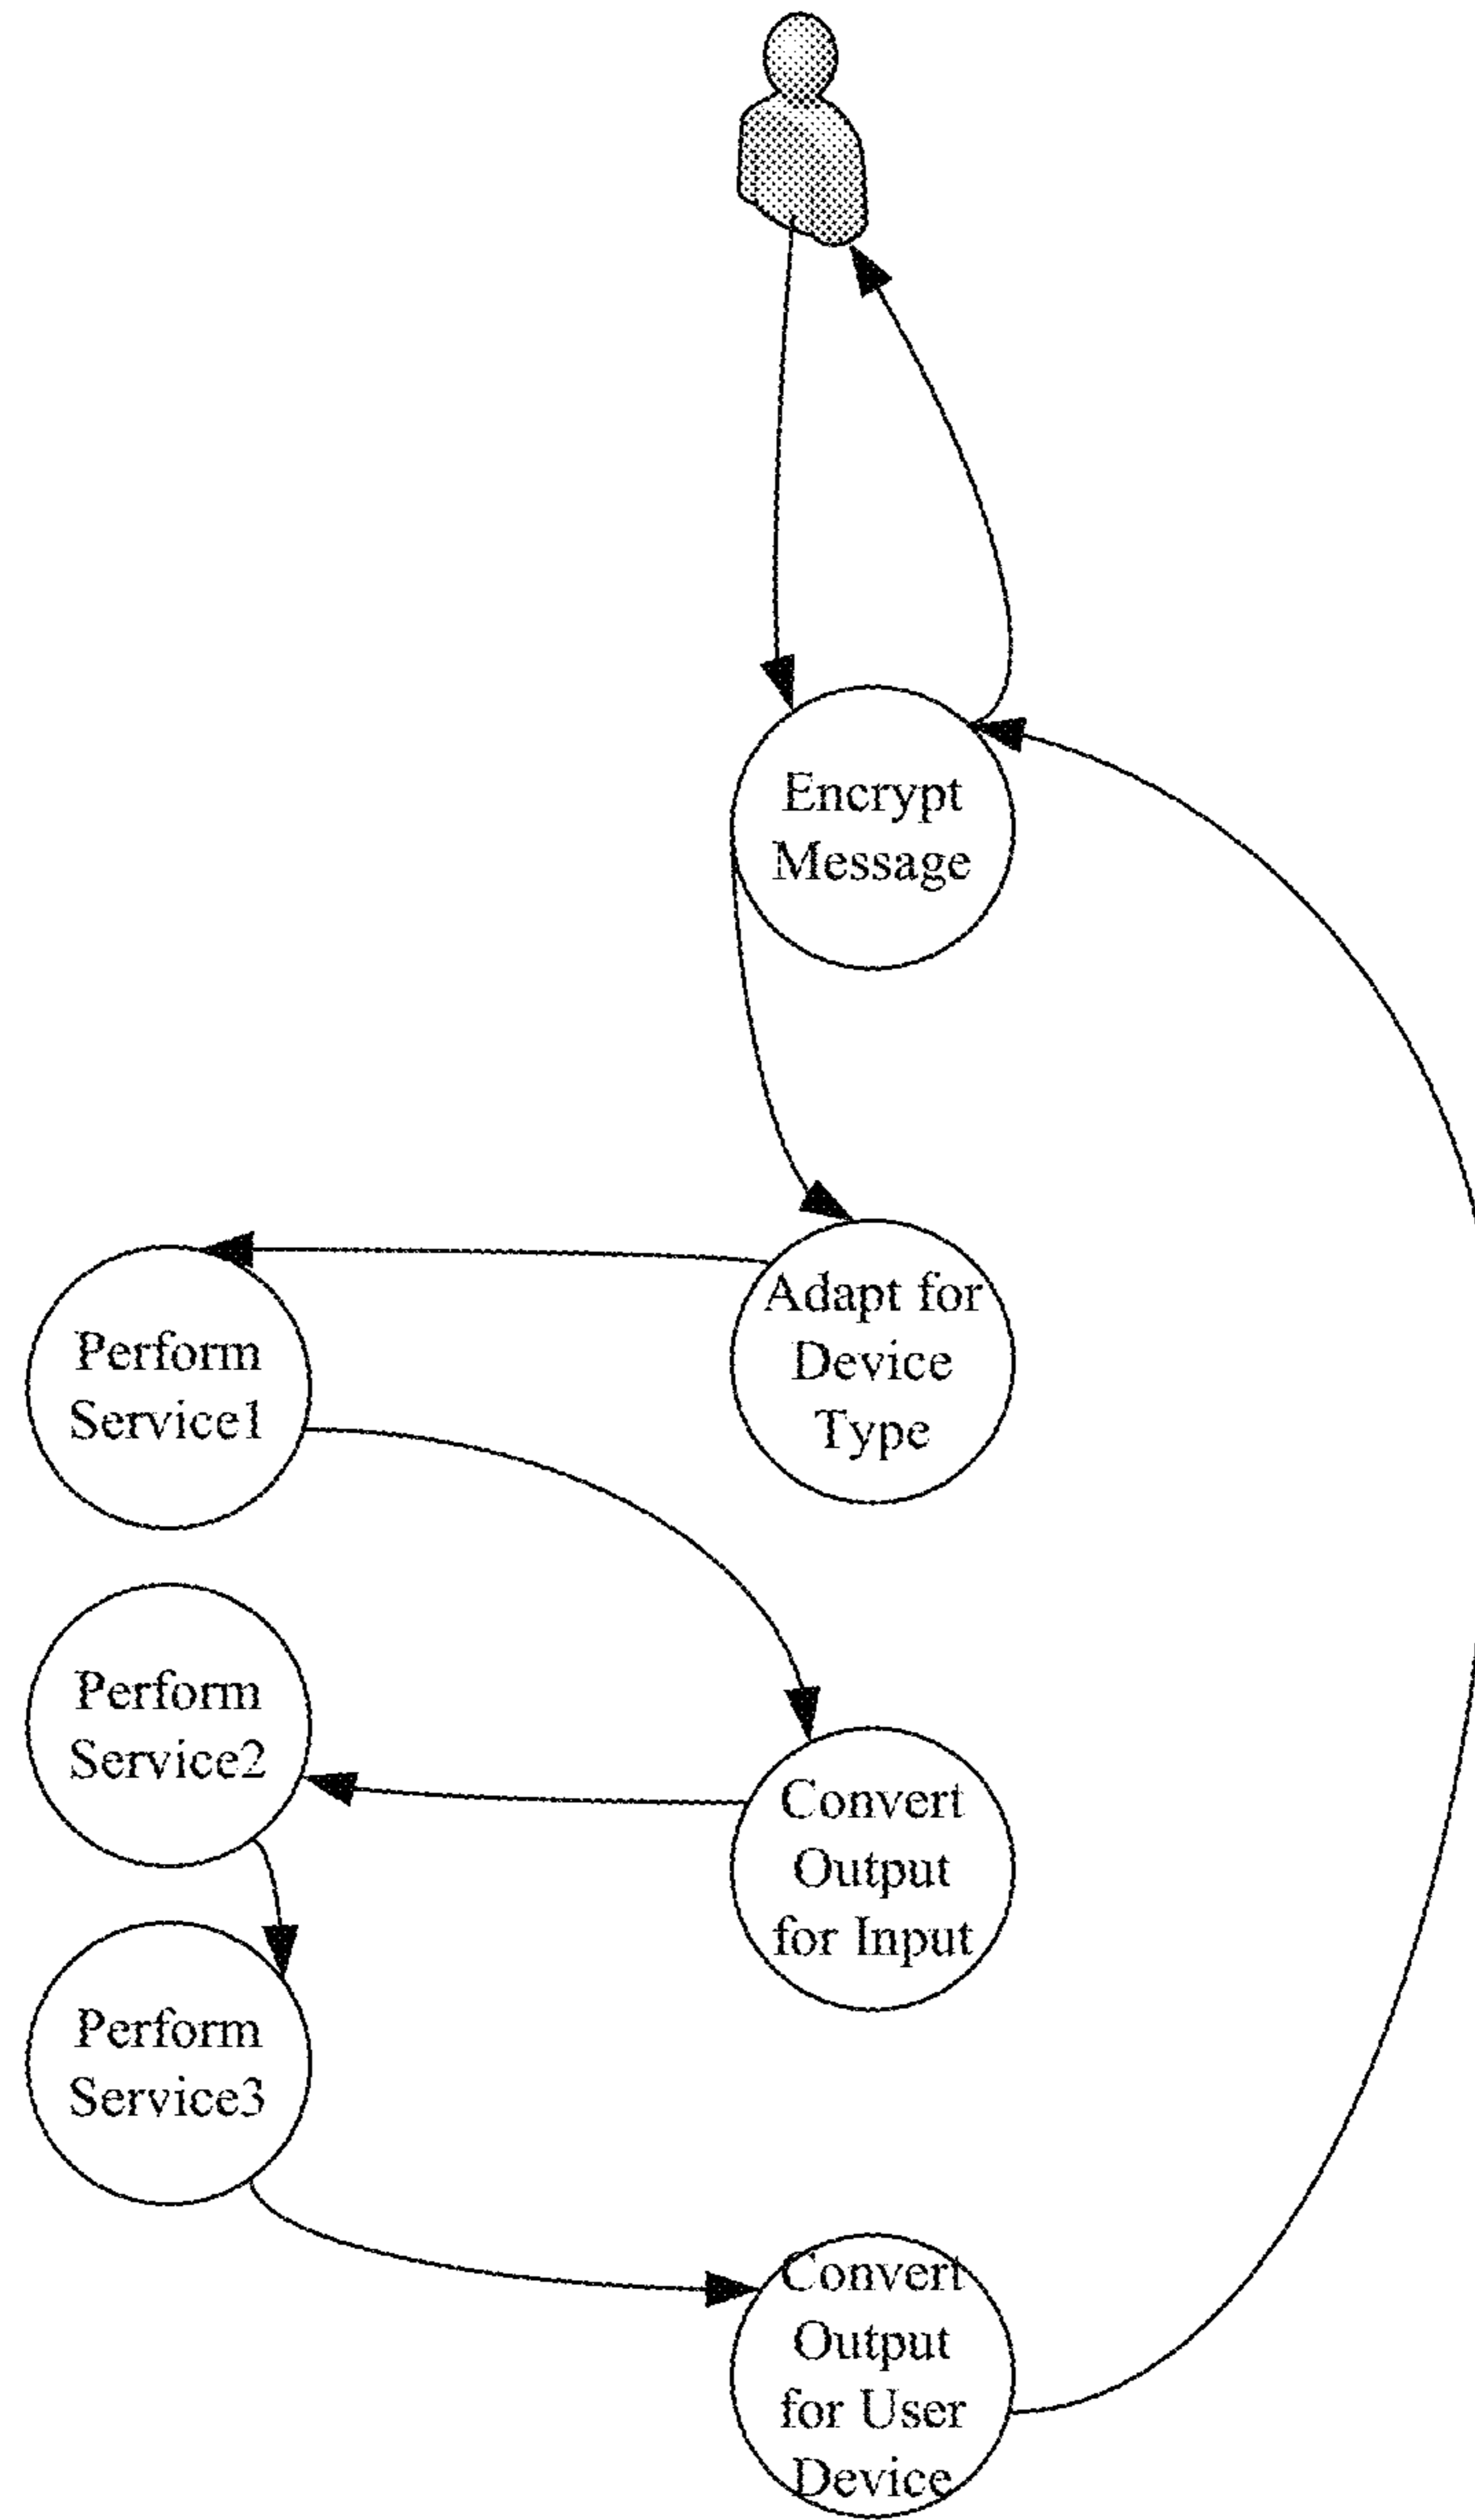 Encrypt
Message
Adapt for
Device
Type
Perform
Service1
Perform
Service2
Convert
Output
for Input
Perform
Service3
Convert
Output
for User
Device